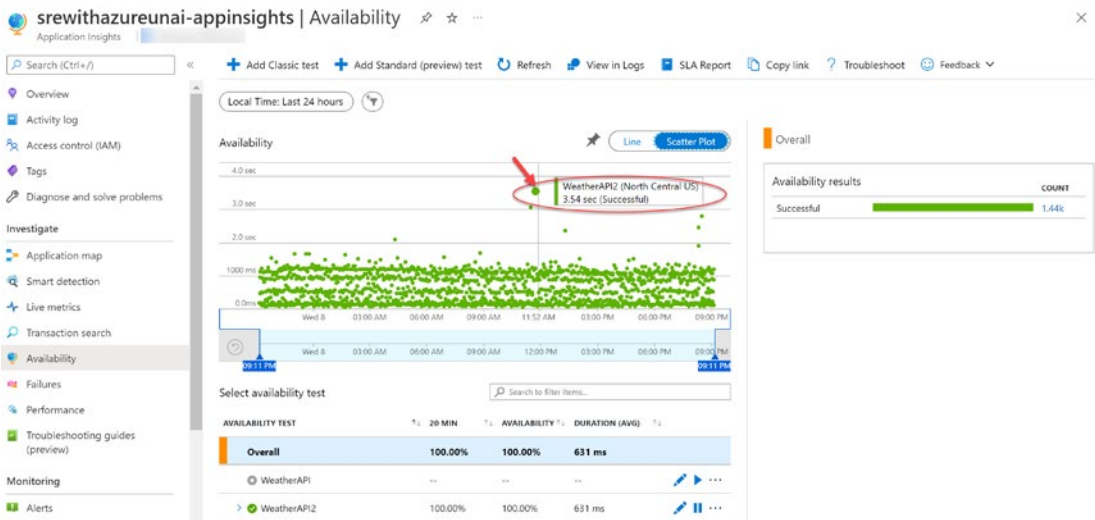 srewithazureunai-appinsights | Availability
Application Insights
Search (Ctrl+/)
Overview
Activity log
Access control (IAM)
Tags
Diagnose and solve problems
Investigate
Application map
Smart detection
Live metrics
Transaction search
Availability
Failures
Performance
Troubleshooting guides
(preview)
Monitoring
Alerts
Add Classic test
Add Standard (preview) test
Refresh
View in Logs
SLA Report
Copy link
Troubleshoot
Feedback
Local Time: Last 24 hours
Availability
Line
Scatter Plot
4.0 sec
3.0 sec
2.0 sec
1000 ms
0.0ms
WeatherAPI2 (North Central US)
3.54 sec (Successful)
Wed 8 03:00 AM 06:00 AM 09:00 AM 11:52 AM 03:00 PM 06:00 PM 09:00 PM
Wed 8 03:00 AM 06:00 AM 09:00 AM 12:00 PM 03:00 PM 06:00 PM 09:00 PM
09:11 PM 09:11 PM
Select availability test
Search to filter items...
AVAILABILITY TEST 20 MIN AVAILABILITY DURATION (AVG)
Overall 100.00% 100.00% 631 ms
WeatherAPI -- -- --
WeatherAPI2 100.00% 100.00% 631 ms
Overall
Availability results COUNT
Successful 1.44k